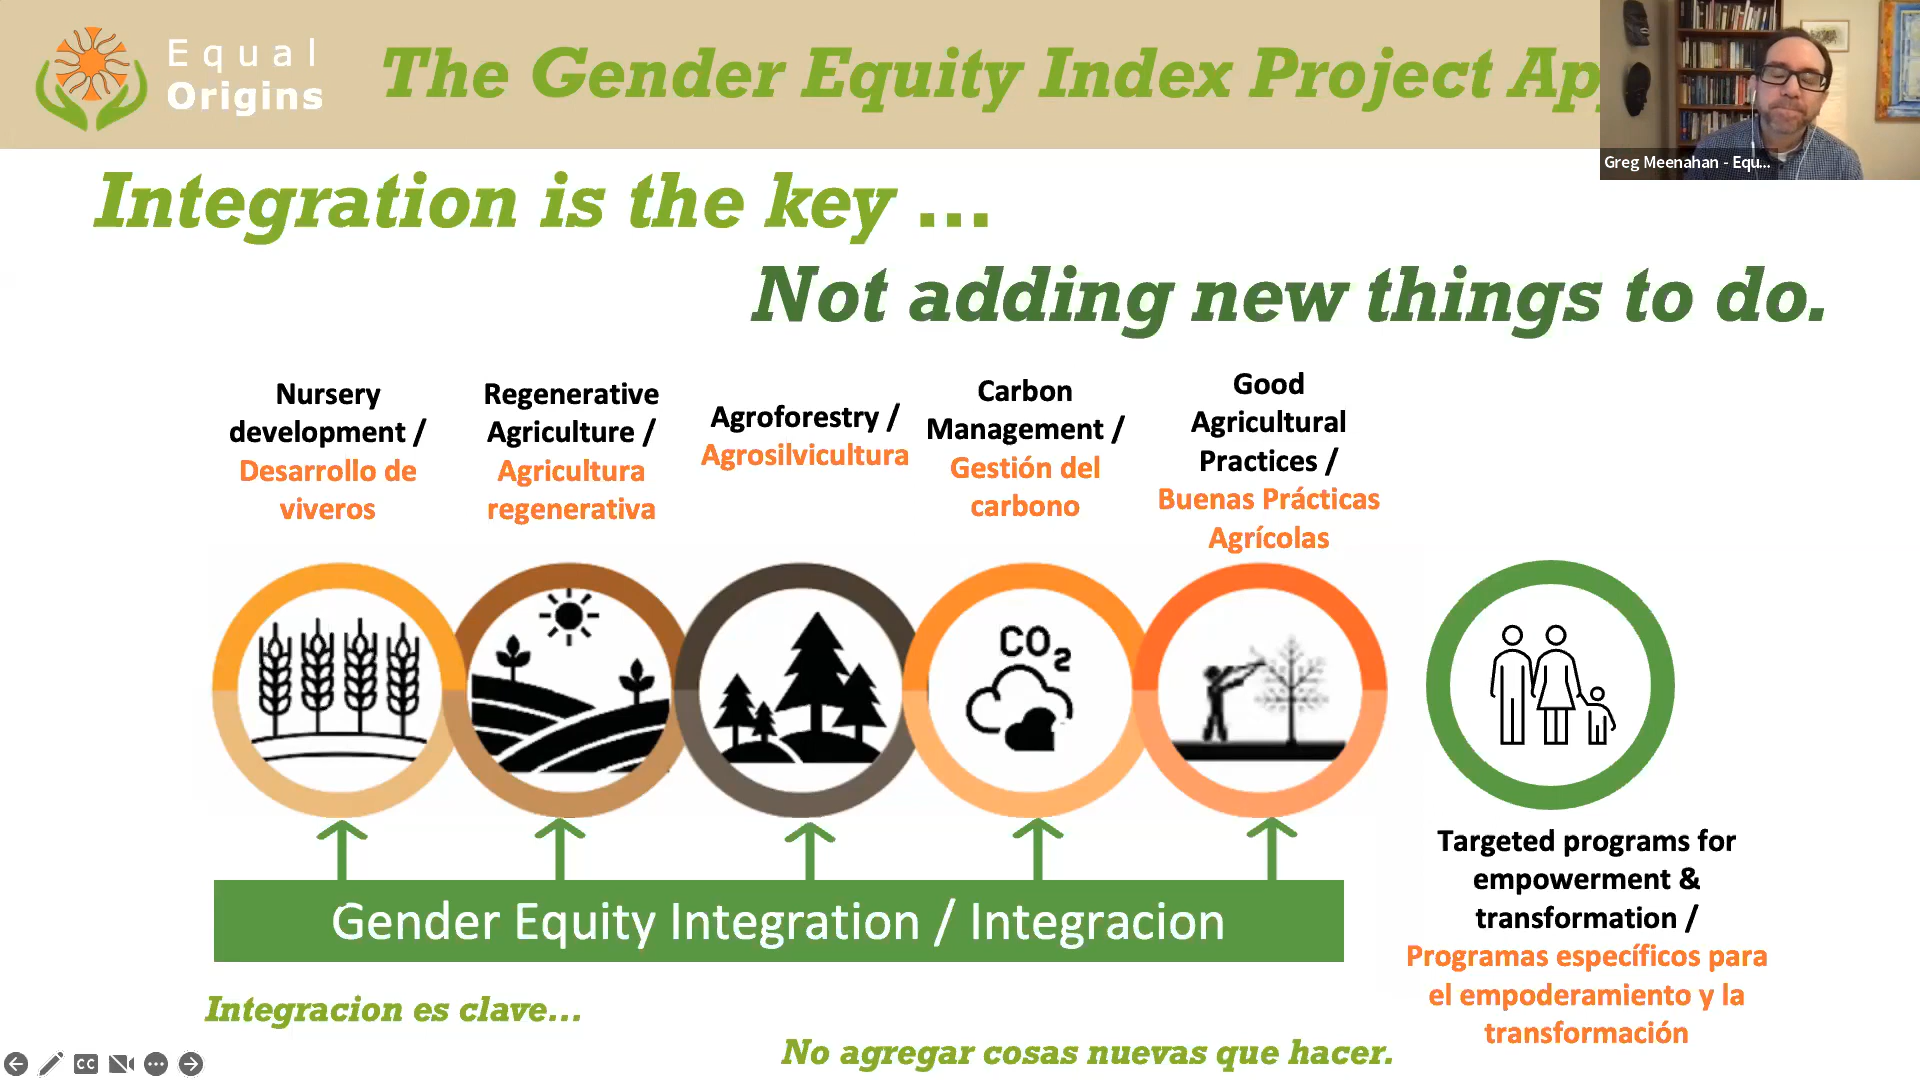 Equal
Origins
The Gender Equity Index Project
Greg Meenahan - Equ...
Integration is the key ...
Not adding new things to do.
Nursery
development /
Desarrollo de
viveros
Regenerative
Agriculture /
Agricultura
regenerativa
Agroforestry /
Agrosilvicultura
Carbon
Management /
Gestión del
carbono
Good
Agricultural
Practices /
Buenas Prácticas
Agrícolas
CO2
Gender Equity Integration / Integracion
Targeted programs for
empowerment &
transformation /
Programas específicos para
el empoderamiento y la
transformación
Integracion es clave...
No agregar cosas nuevas que hacer.
CC